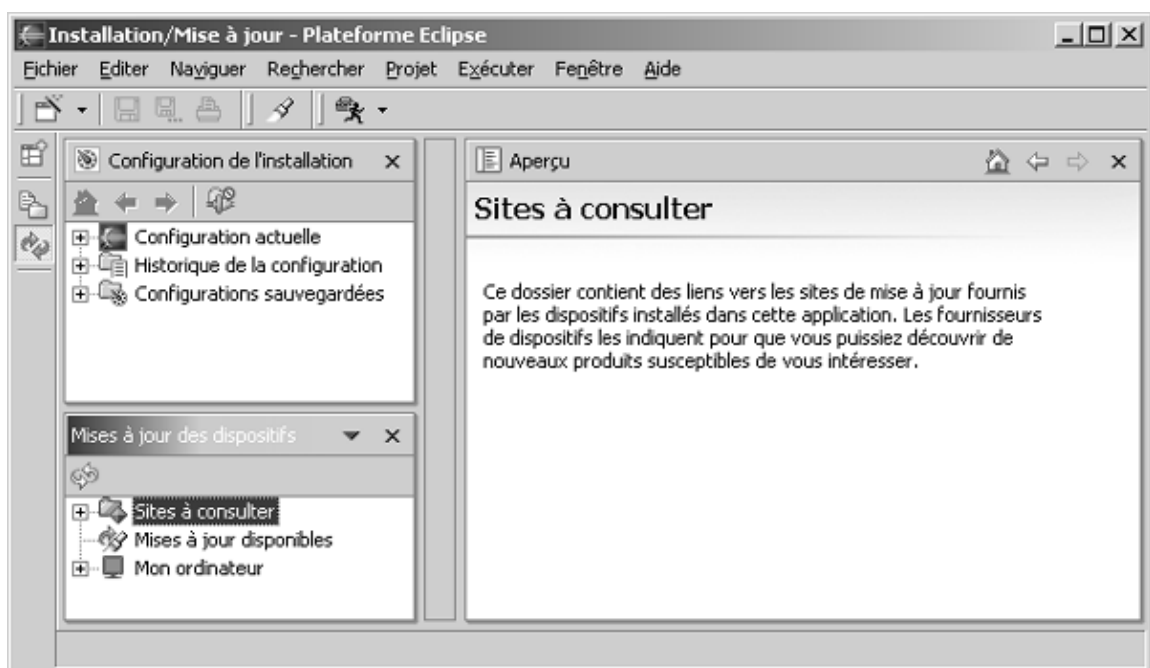 Installation/Mise à jour - Plateforme Eclipse
Fichier Editer Naviguer Rechercher Projet Exécuter Fenêtre Aide
Configuration de l'installation
Configuration actuelle
Historique de la configuration
Configurations sauvegardées
Mises à jour des dispositifs
Sites à consulter
Mises à jour disponibles
Mon ordinateur
Aperçu
Sites à consulter
Ce dossier contient des liens vers les sites de mise à jour fournis
par les dispositifs installés dans cette application. Les fournisseurs
de dispositifs les indiquent pour que vous puissiez découvrir de
nouveaux produits susceptibles de vous intéresser.